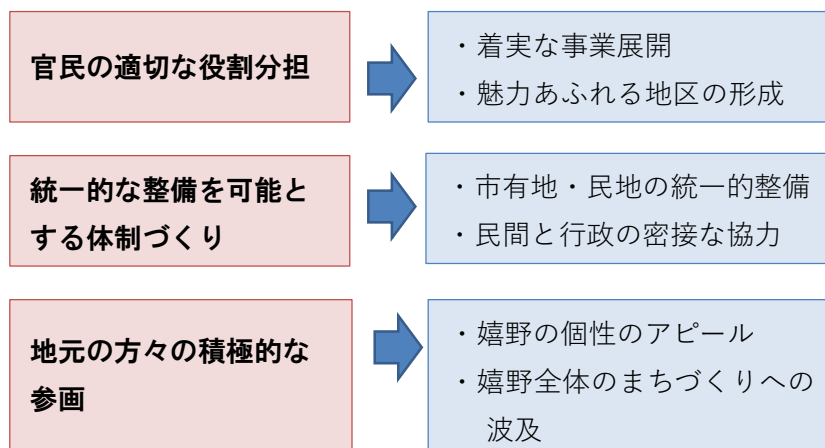 官民の適切な役割分担
・着実な事業展開
・魅力あふれる地区の形成
統一的な整備を可能と
する体制づくり
・市有地・民地の統一的整備
・民間と行政の密接な協力
地元の方々の積極的な
参画
・嬉野の個性のアピール
・嬉野全体のまちづくりへの
波及